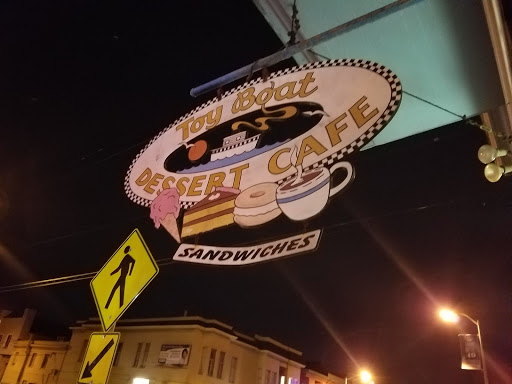 Toy Boat
DESSERT CAFE
SANDWICHES